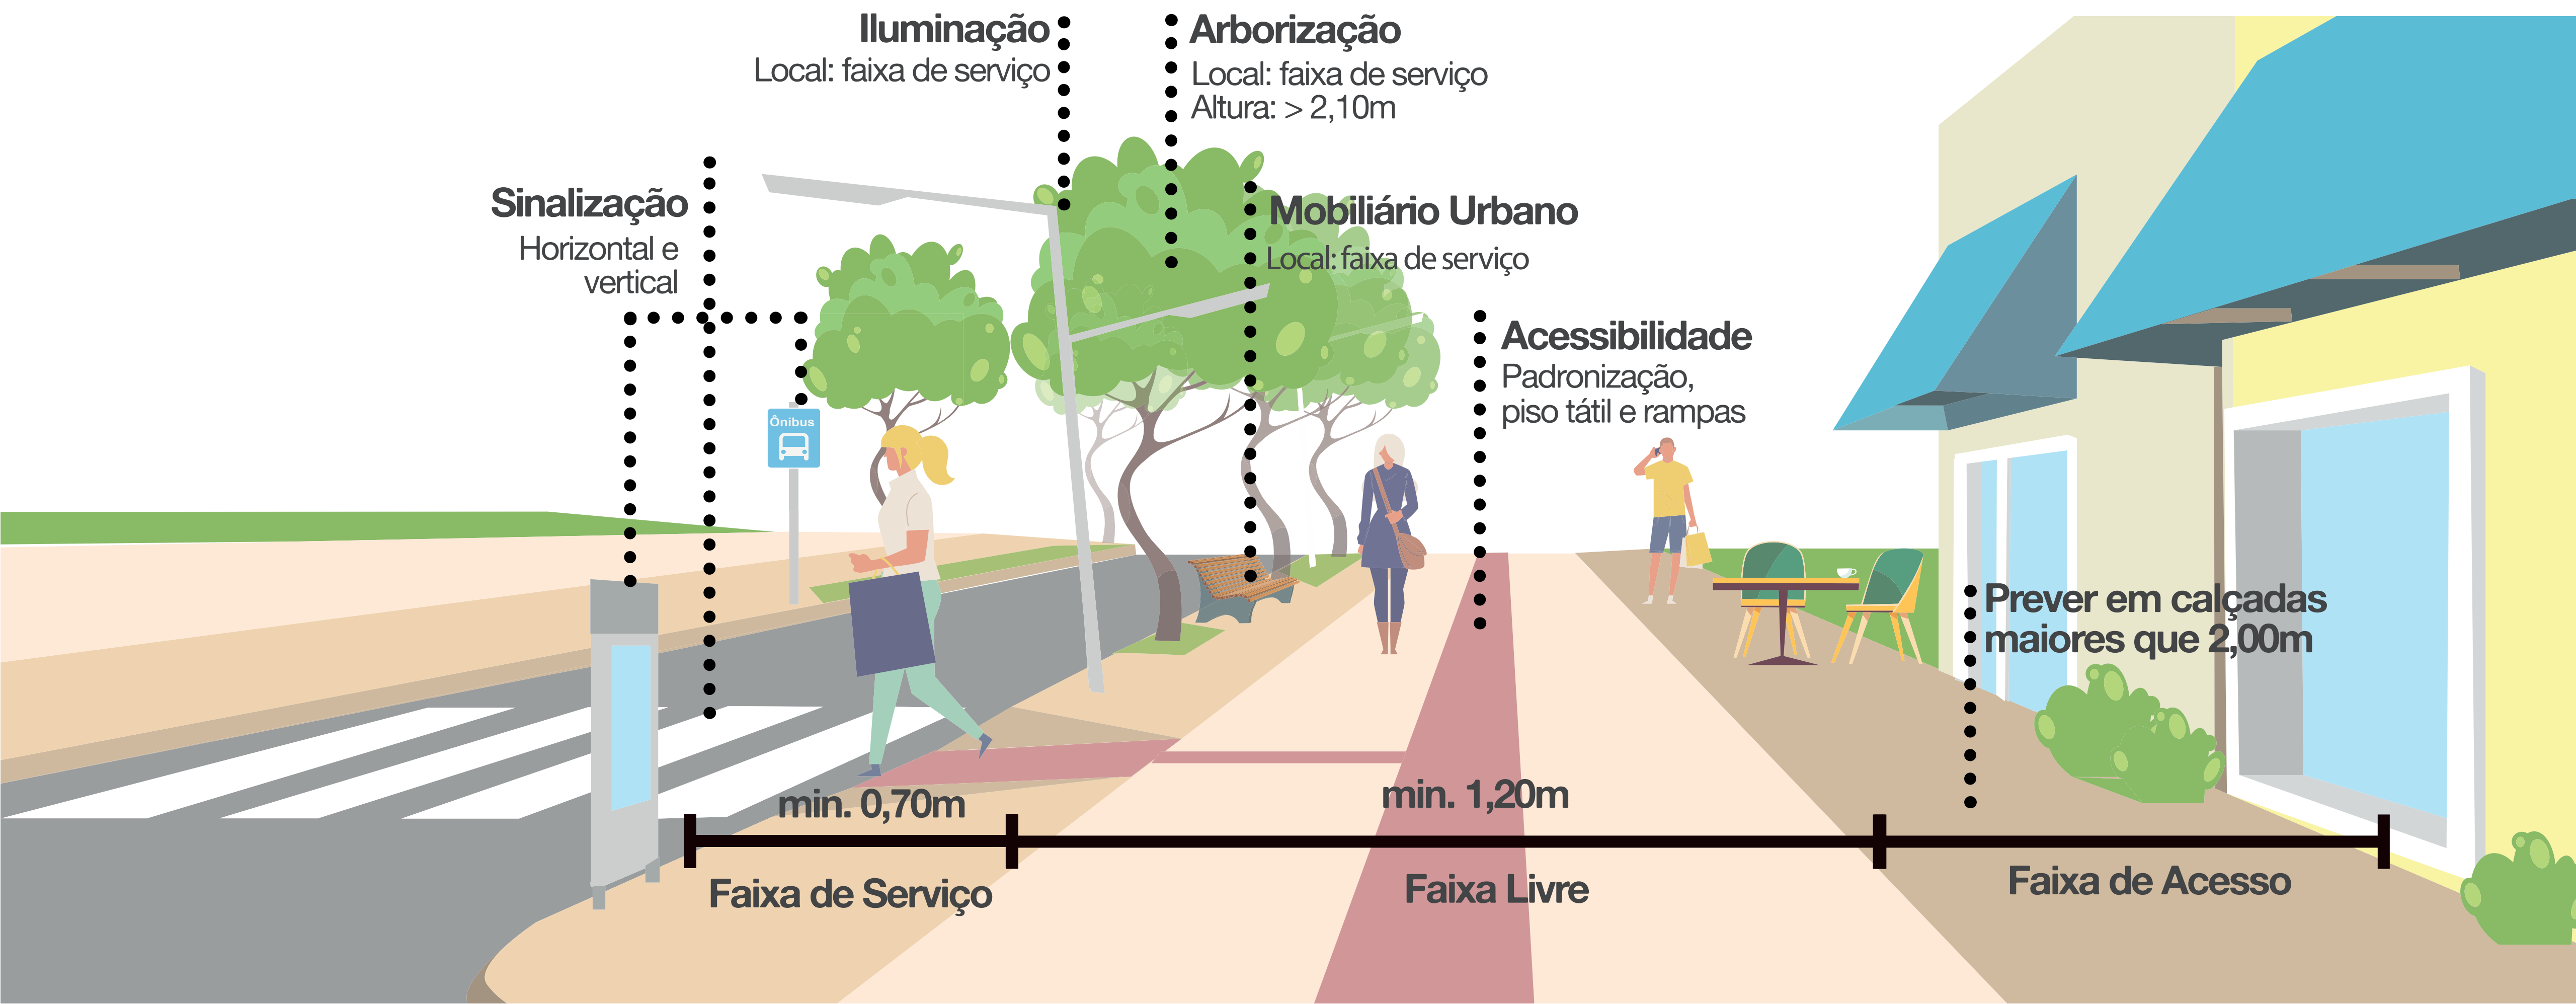 Iluminação
Local: faixa de serviço
Arborização
Local: faixa de serviço
Altura: > 2,10m
Sinalização
Horizontal e
vertical
Mobiliário Urbano
Local: faixa de serviço
Acessibilidade
Padronização,
piso tátil e rampas
Ônibus
Prever em calçadas
maiores que 2,00m
min. 0,70m
min. 1,20m
Faixa de Serviço
Faixa Livre
Faixa de Acesso